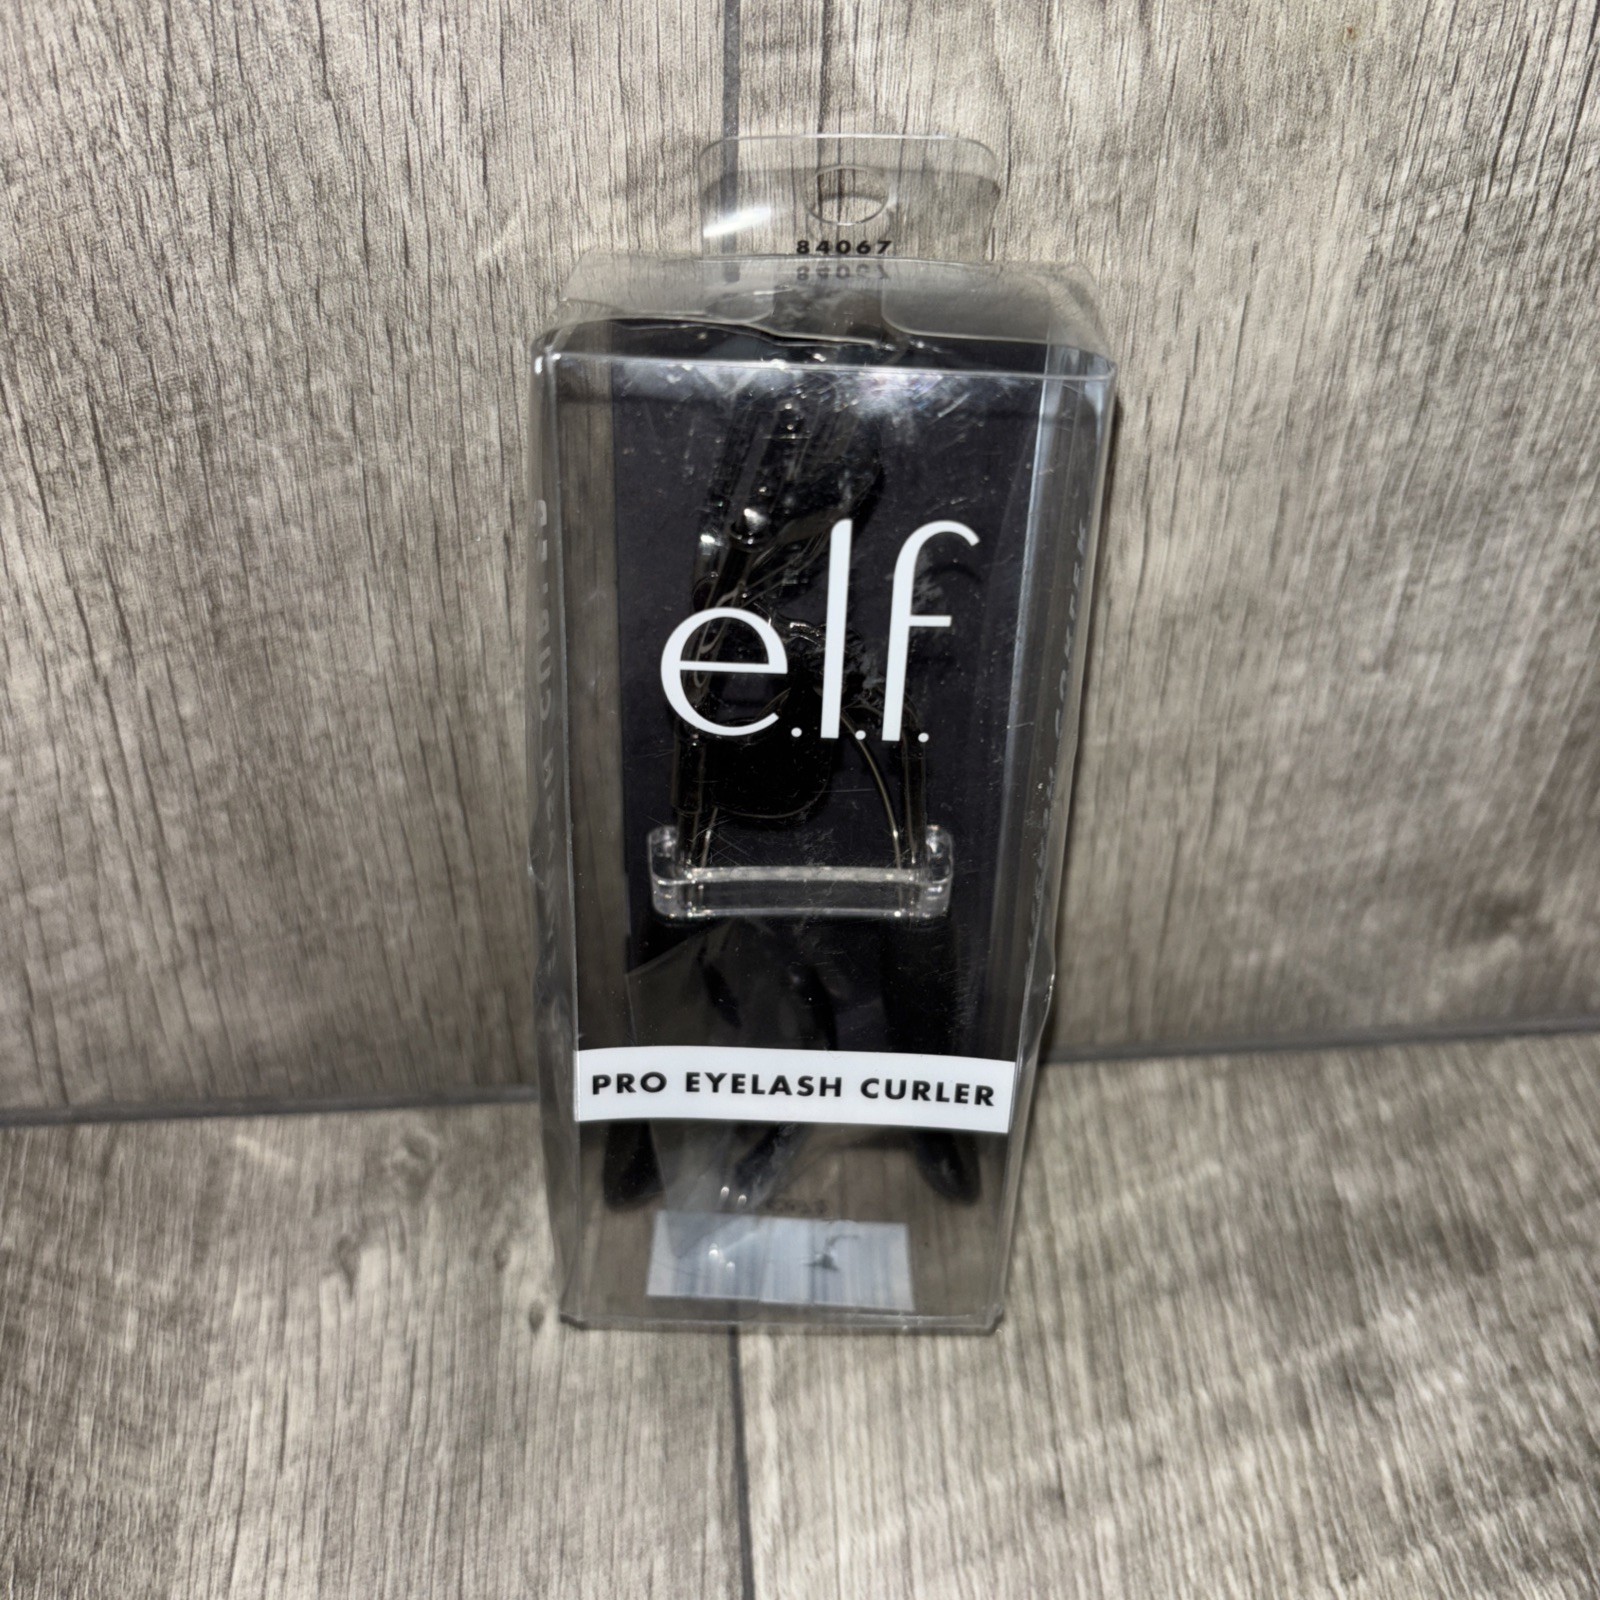 84067
e.l.f.
PRO EYELASH CURLER